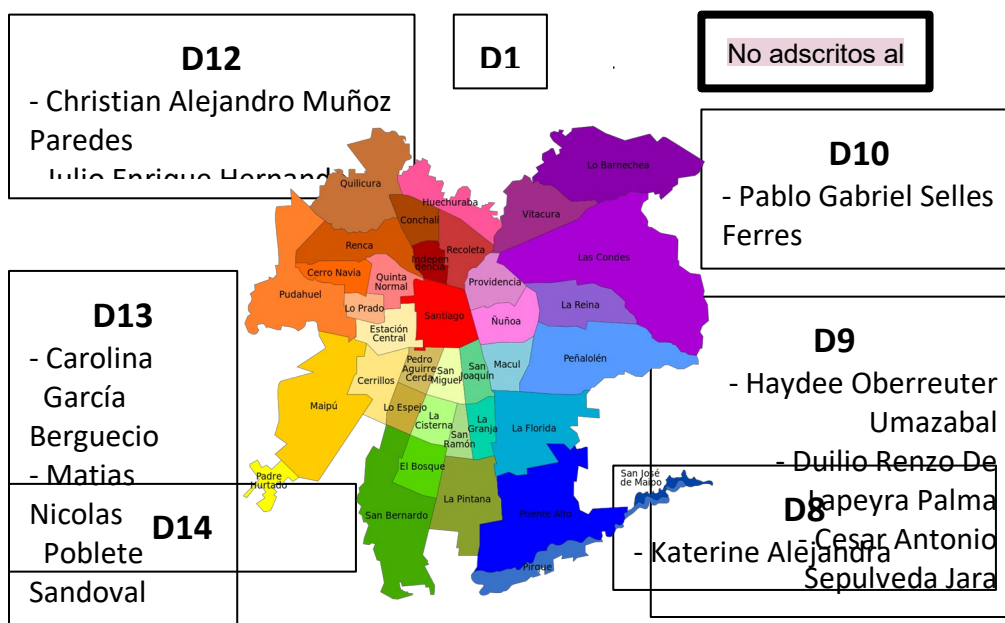 D12
- Christian Alejandro Muñoz
Paredes
- Julio Enrique
D1
No adscritos al
D10
- Pablo Gabriel Selles
Ferres
D13
- Carolina
García
Berguecio
- Matias
Nicolas
Poblete
Sandoval
D14
D9
- Haydee Oberreuter
Umazabal
- Duilio Renzo De
Lapeyra Palma
- Cesar Antonio
Sepulveda Jara
D8
- Katerine Alejandra
Lo Barnechea
Quilicura
Huechuraba
Vitacura
Conchalí
Renca
Recoleta
Indepen
dencia
Las Condes
Cerro Navia
Quinta
Normal
Providencia
Pudahuel
Lo Prado
La Reina
Santiago
Ñuñoa
Estación
Central
Peñalolén
Pedro
Aguirre
Cerda
San
Miguel
San
Joaquín
Macul
Cerrillos
Maipú
Lo Espejo
La
Cisterna
San
Ramón
La
Granja
La Florida
El Bosque
Padre
Hurtado
San José
de Maipo
La Pintana
San Bernardo
Puente Alto
Pirque